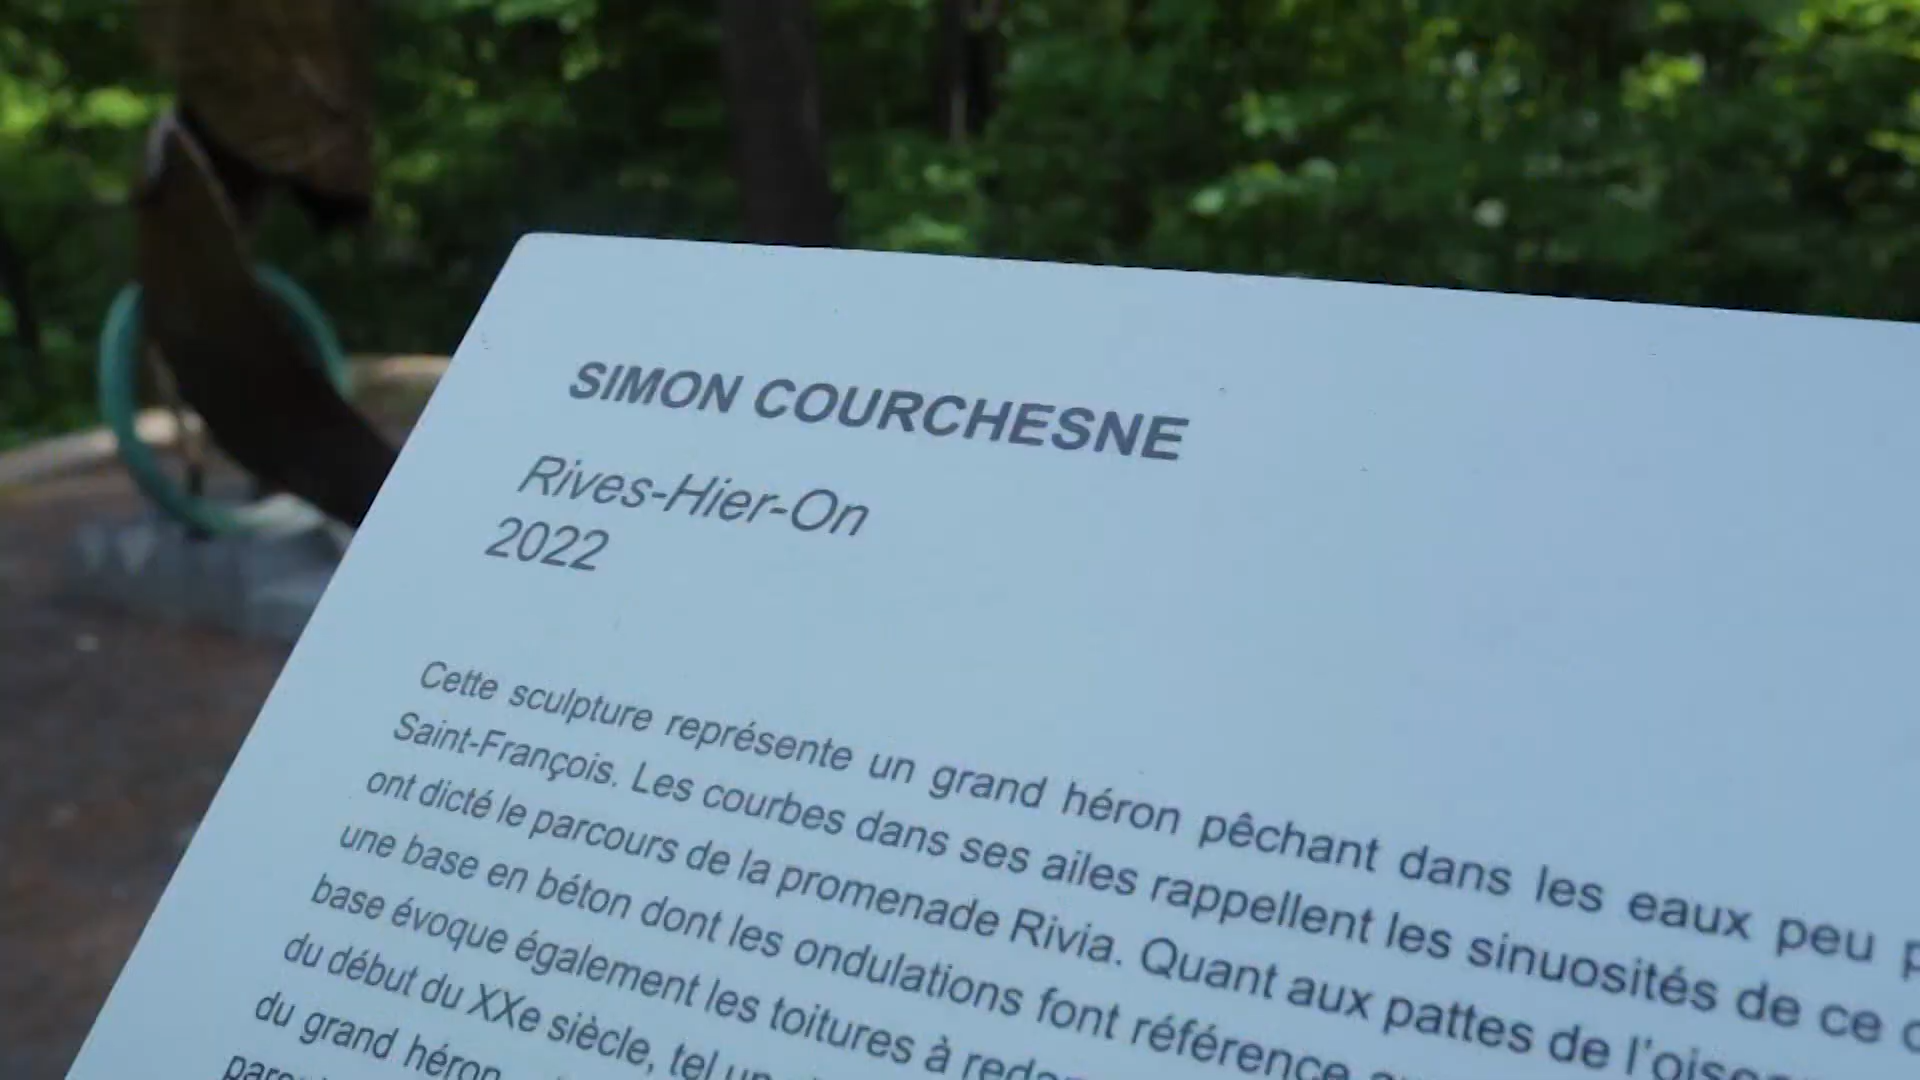 SIMON COURCHESNE
Rives-Hier-On
2022
Cette sculpture représente un grand héron pêchant dans les eaux peu
Saint-François. Les courbes dans ses ailes rappellent les sinuosités de ce
ont dicté le parcours de la promenade Rivia. Quant aux pattes de
une base en béton dont les ondulations font référence
base évoque également les toitures à
du début du XXe siècle, tel
du grand héron